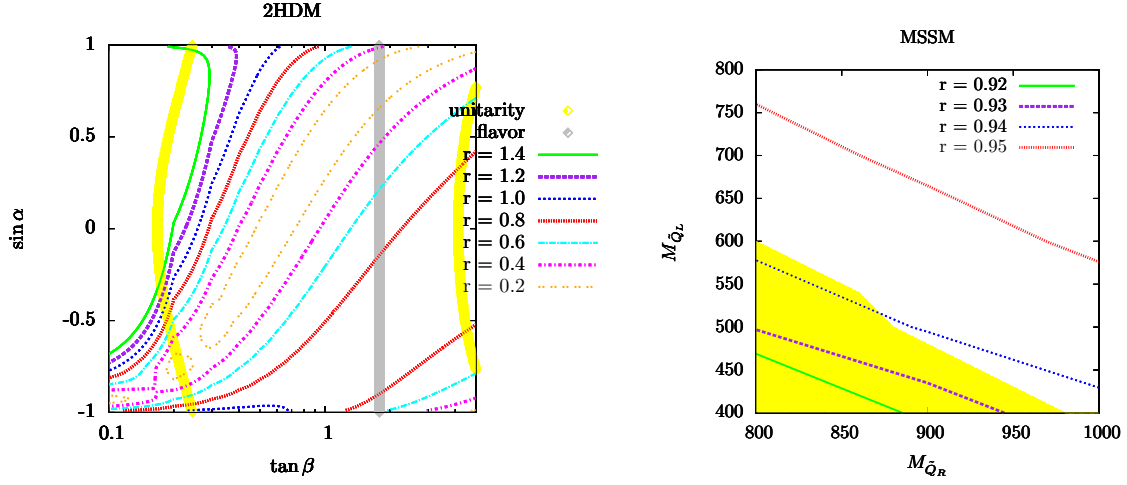 2HDM
1
0.5
0
-0.5
-1
0.1
1
sin α
tan β
unitarity
flavor
r = 1.4
r = 1.2
r = 1.0
r = 0.8
r = 0.6
r = 0.4
r = 0.2
MSSM
800
750
700
650
600
550
500
450
400
800
850
900
950
1000
M_{\tilde{Q}_L}
M_{\tilde{Q}_R}
r = 0.92
r = 0.93
r = 0.94
r = 0.95